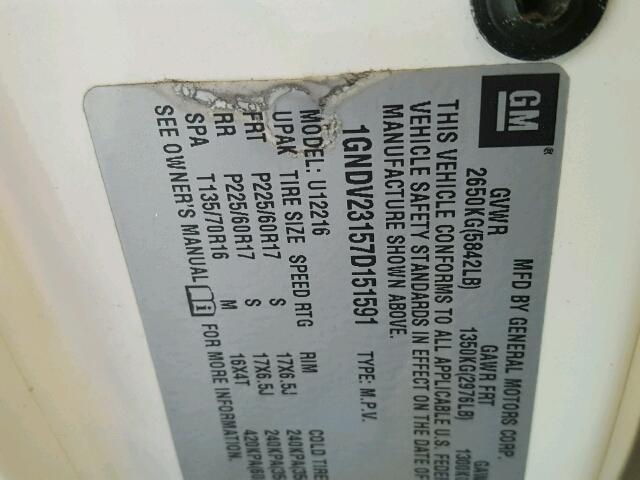 GM
MFD BY GENERAL MOTORS CORP.
GVWR GAWR FRT
2650KG(5842LB) 1350KG(2976LB)
THIS VEHICLE CONFORMS TO ALL APPLICABLE U.S.
VEHICLE SAFETY STANDARDS IN EFFECT ON THE DATE OF
MANUFACTURE SHOWN ABOVE.
1GNDV23157D151591 TYPE: M.P.V.
MODEL: U12216
UPAK TIRE SIZE SPEED RTG RIM COLD
FRT P225/60R17 S 17X6.5J
RR P225/60R17 S 17X6.5J
SPA T135/70R16 M 16X4T
SEE OWNER'S MANUAL FOR MORE INFORMATION.